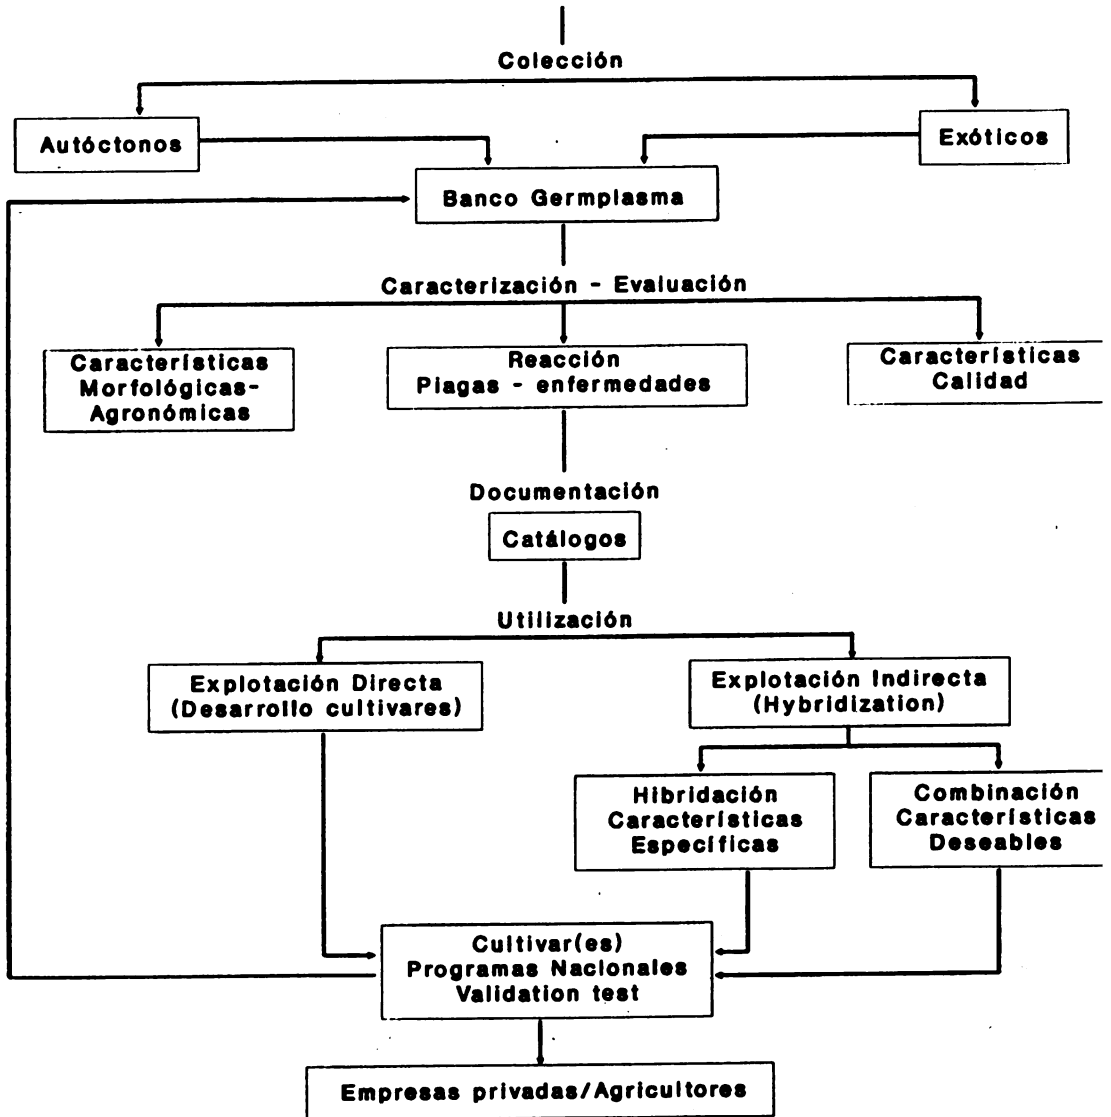 Colección
Autóctonos
Exóticos
Banco Germplasma
Caracterización - Evaluación
Características
Morfológicas-
Agronómicas
Reacción
Plagas - enfermedades
Características
Calidad
Documentación
Catálogos
Utilización
Explotación Directa
(Desarrollo cultivares)
Explotación Indirecta
(Hybridization)
Hibridación
Características
Específicas
Combinación
Características
Deseables
Cultivar(es)
Programas Nacionales
Validation test
Empresas privadas/Agricultores